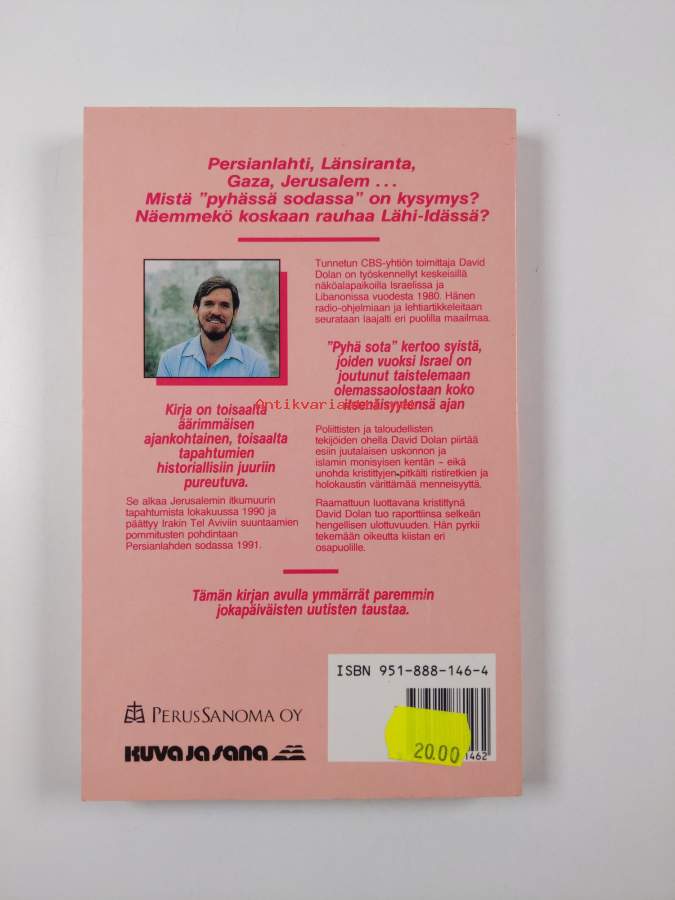 Persianlahti, Länsiranta,
Gaza, Jerusalem ...
Mistä ”pyhässä sodassa” on kysymys?
Näemmekö koskaan rauhaa Lähi-Idässä?
Tunnetun CBS-yhtiön toimittaja David
Dolan on työskennellyt keskeisillä
näköalapaikoilla Israelissa ja
Libanonissa vuodesta 1980. Hänen
radio-ohjelmiaan ja lehtiartikkeleitaan
seurataan laajalti eri puolilla maailmaa.
”Pyhä sota” kertoo syistä,
joiden vuoksi Israel on
joutunut taistelemaan
olemassaolostaan koko
itsenäisyytensä ajan
Kirja on toisaalta
äärimmäisen
ajankohtainen, toisaalta
tapahtumien
historiallisiin juuriin
pureutuva.
Se alkaa Jerusalemin itkumuurin
tapahtumista lokakuussa 1990 ja
päättyy Irakin Tel Aviviin suuntaamien
pommitusten pohdintaan
Persianlahden sodassa 1991.
Poliittisten ja taloudellisten
tekijöiden ohella David Dolan piirtää
esiin juutalaisen uskonnon ja
islamin monisyisen kentän – eikä
unohda kristittyjen pitkälti ristiretkien ja
holokaustin värittämää menneisyyttä.
Raamattuun luottavana kristittynä
David Dolan tuo raporttiinsa selkeän
hengellisen ulottuvuuden. Hän pyrkii
tekemään oikeutta kiistan eri
osapuolille.
Tämän kirjan avulla ymmärrät paremmin
jokapäiväisten uutisten taustaa.
ISBN 951-888-146-4
PERUSSANOMA OY
KUVA JA SANA
20.00
1462